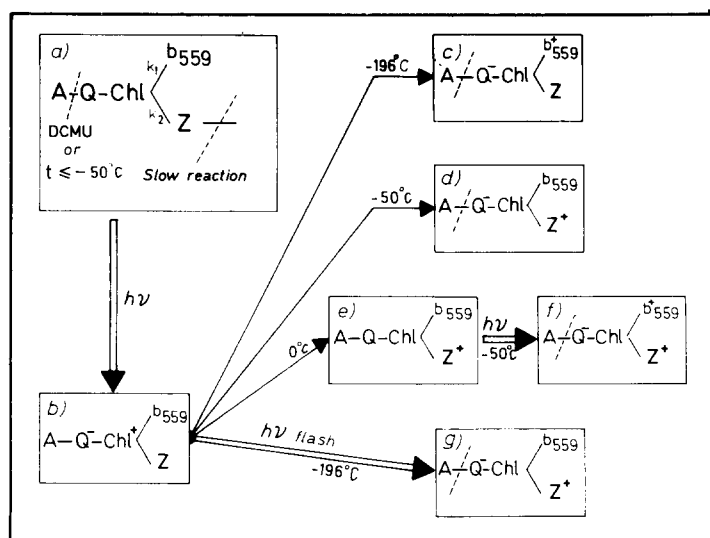 a)
b559
k1
A-Q-Chl
k2
Z
DCMU
or
t ≤ -50°C
Slow reaction
hν
b)
b559
A-Q⁻-Chl⁺
Z
-196°C
c)
b⁺559
A-Q⁻-Chl
Z
-50°C
d)
b559
A-Q⁻-Chl
Z⁺
0°C
e)
b559
A-Q-Chl
Z⁺
hν
-50°C
f)
b⁺559
A-Q⁻-Chl
Z⁺
hν flash
-196°C
g)
b559
A-Q⁻-Chl
Z⁺